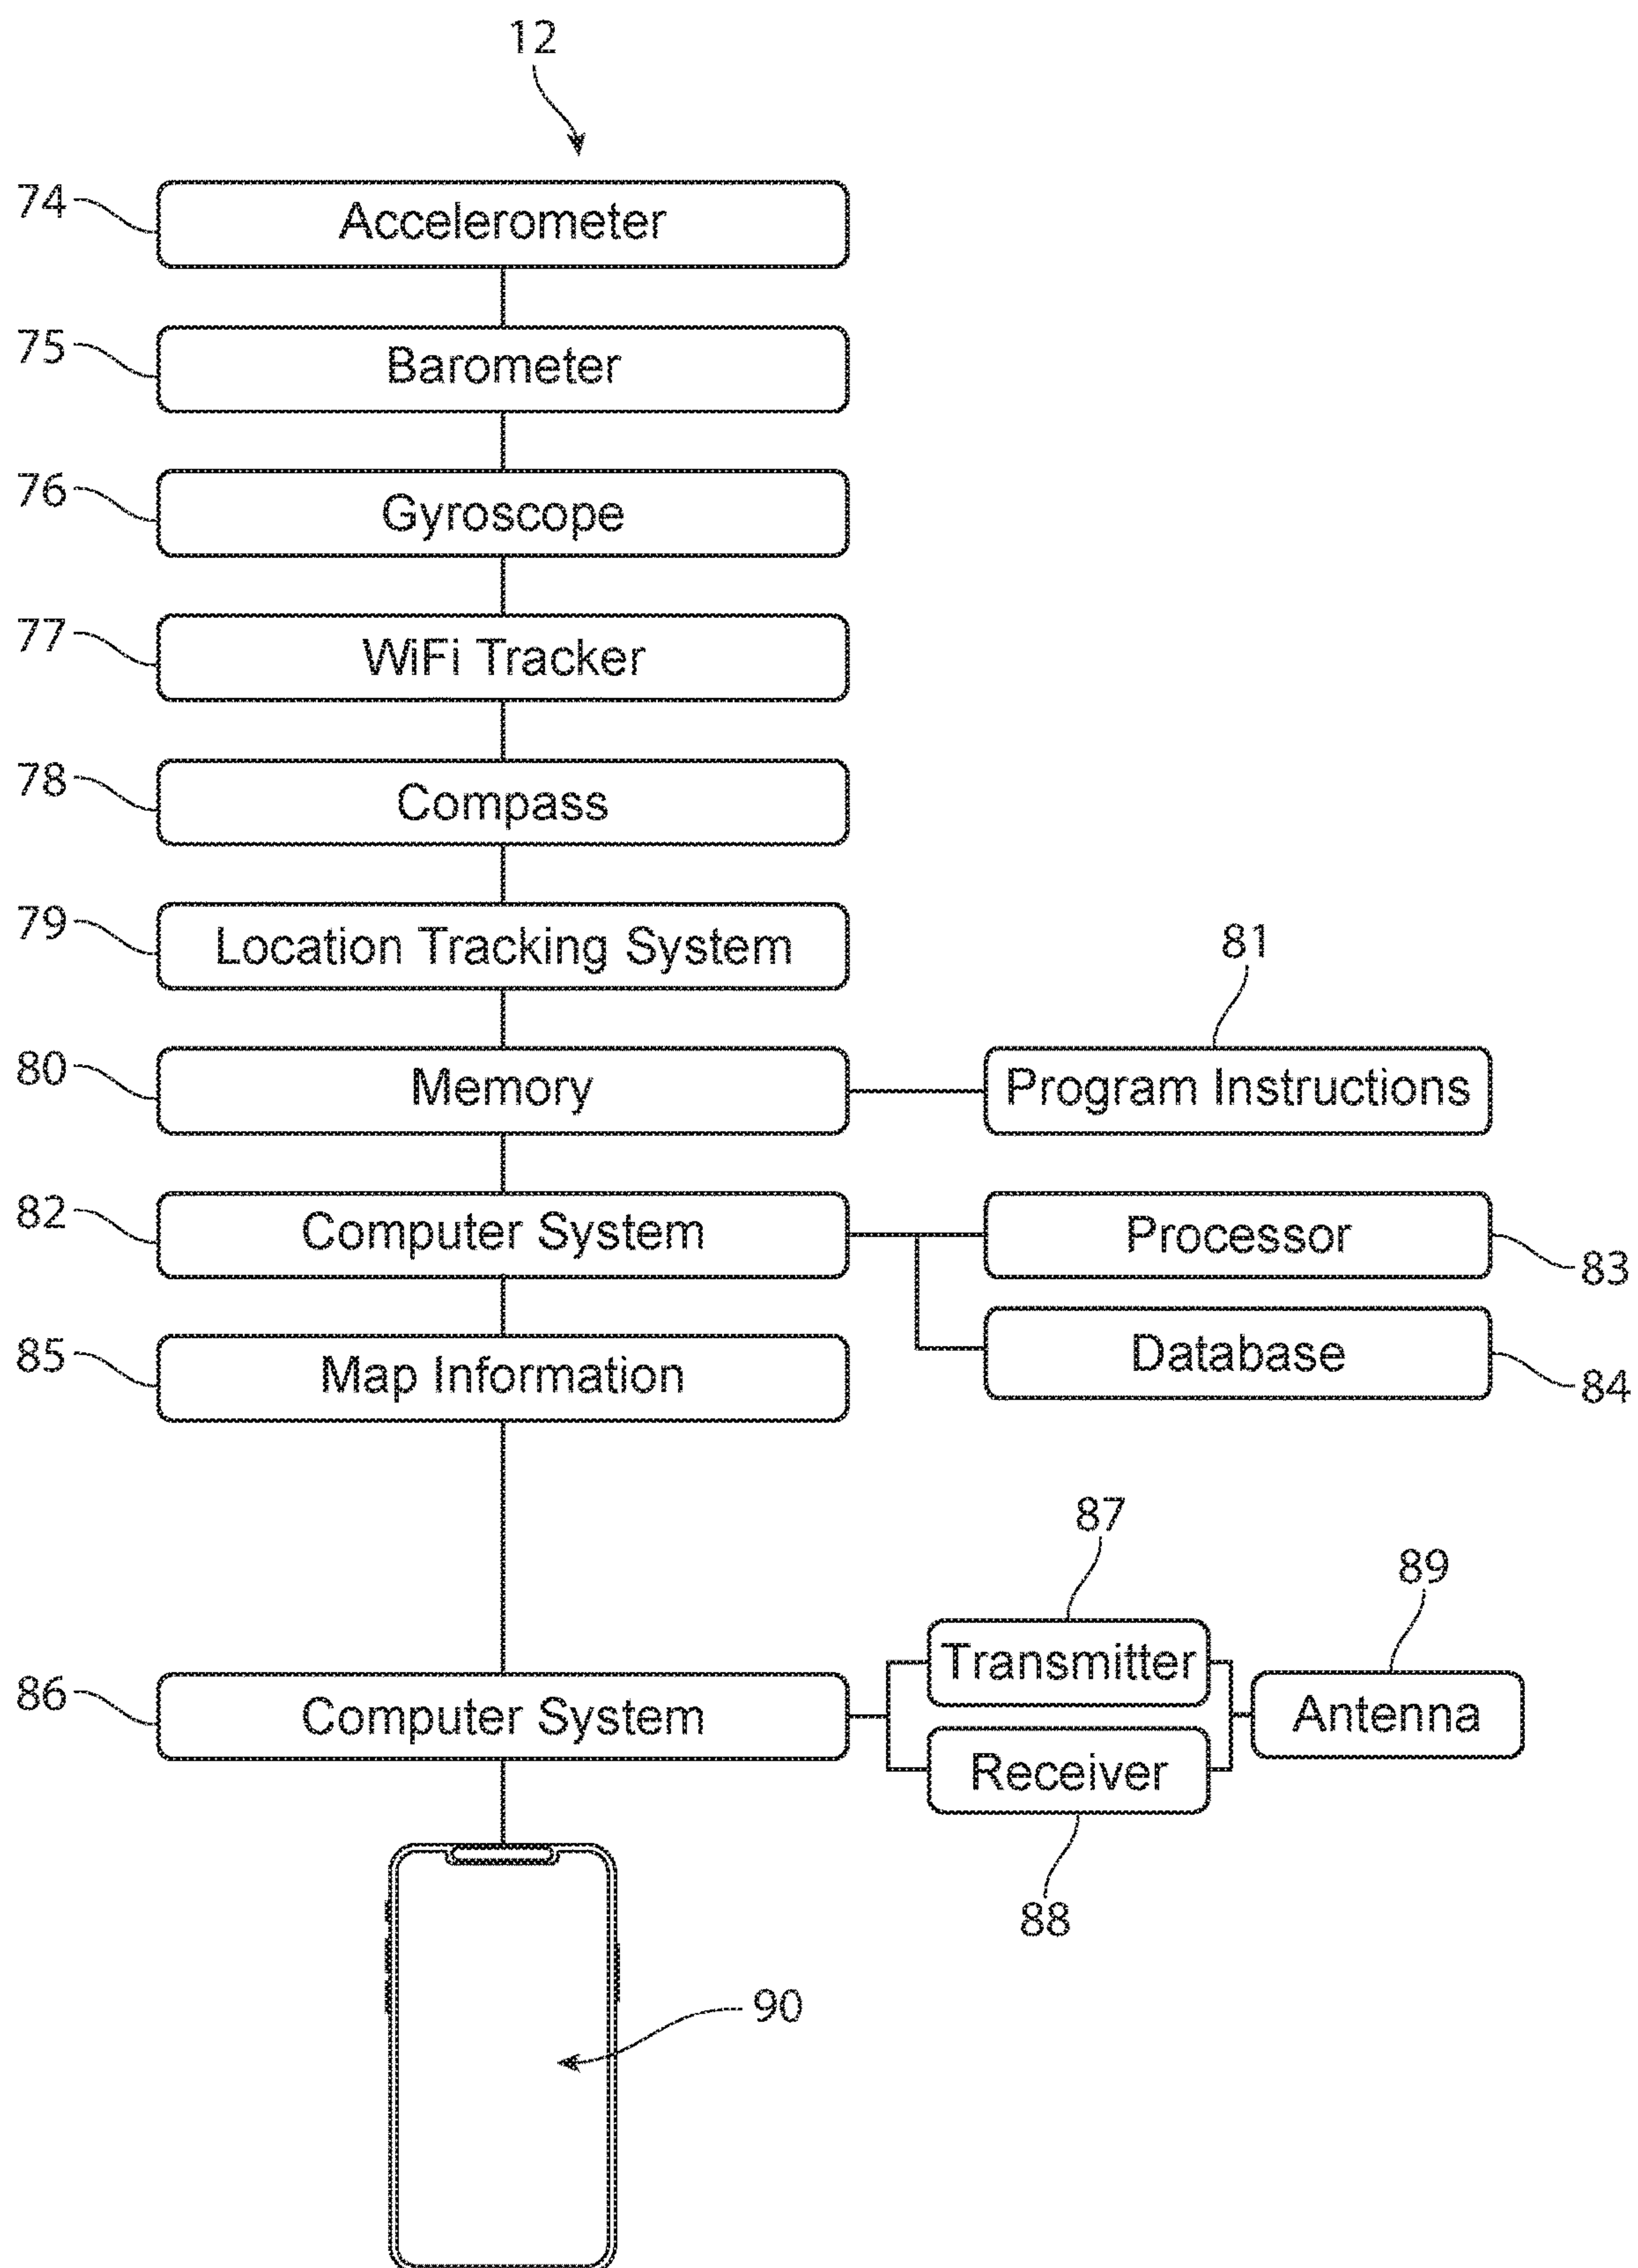 12
74 Accelerometer
75 Barometer
76 Gyroscope
77 WiFi Tracker
78 Compass
79 Location Tracking System
81
80 Memory Program Instructions
82 Computer System Processor 83
85 Map Information Database 84
87
89
86 Computer System Transmitter Antenna
Receiver
88
90